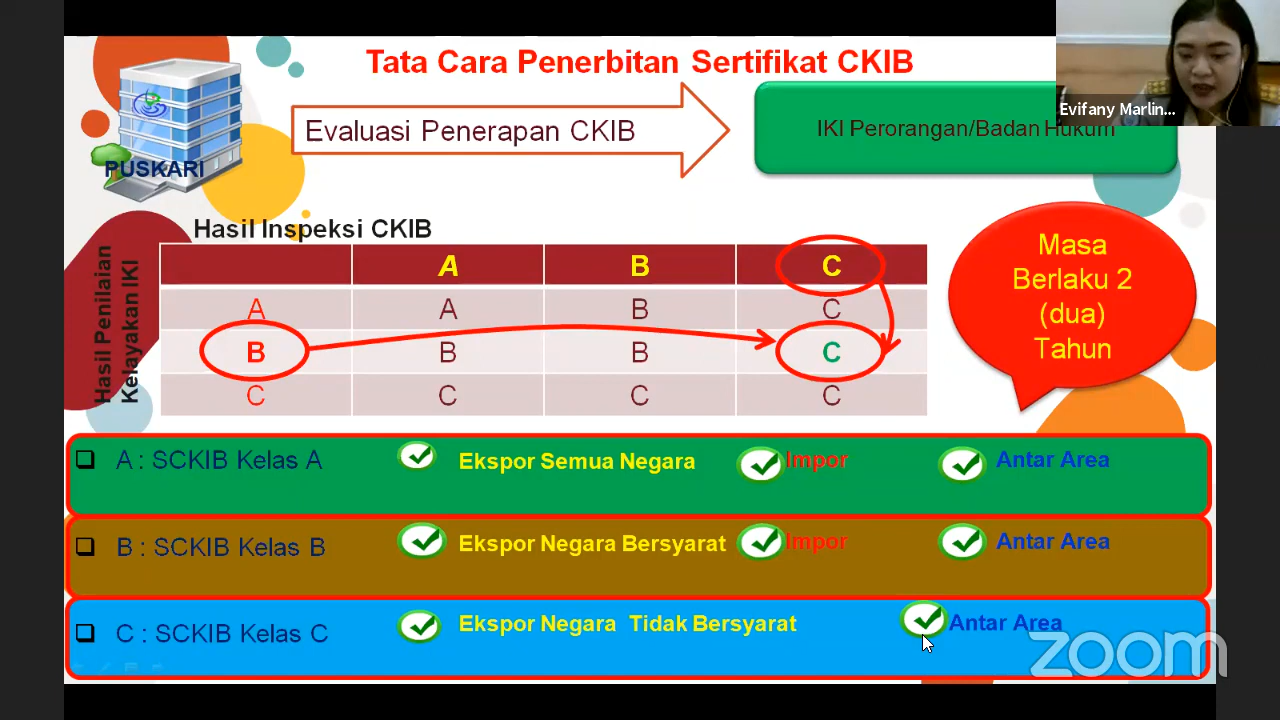 Tata Cara Penerbitan Sertifikat CKIB
Evifany Marlin...
Evaluasi Penerapan CKIB
IKI Perorangan/Badan Hukum
PUSKARI
Hasil Inspeksi CKIB
Hasil Penilaian
Kelayakan IKI
A B C
A A B C
B B B C
C C C C
Masa
Berlaku 2
(dua)
Tahun
A : SCKIB Kelas A Ekspor Semua Negara Impor Antar Area
B : SCKIB Kelas B Ekspor Negara Bersyarat Impor Antar Area
C : SCKIB Kelas C Ekspor Negara Tidak Bersyarat Antar Area
zoom